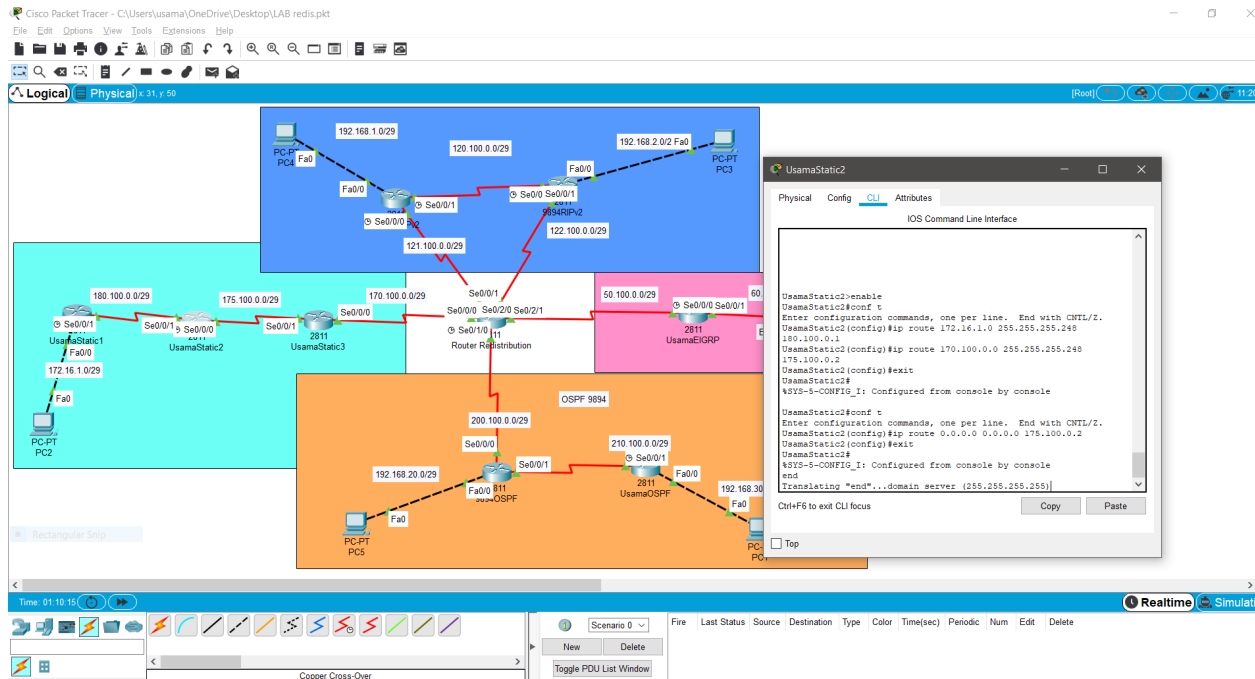 Cisco Packet Tracer - C:\Users\usama\OneDrive\Desktop\LAB redis.pkt
File Edit Options View Tools Extensions Help
Logical Physical x: 31, y: 50 [Root] 11:20
192.168.1.0/29
PC-PT
PC4
Fa0
120.100.0.0/29
192.168.2.0/2 Fa0
PC-PT
PC3
Fa0/0
Fa0/0
Se0/0/1
Se0/0 Se0/0/1
2811
9894RIPv2
Se0/0/0
122.100.0.0/29
121.100.0.0/29
180.100.0.0/29
175.100.0.0/29
170.100.0.0/29
Se0/0/1
50.100.0.0/29
60.
Se0/0/0
Se0/0/0 Se0/2/0 Se0/2/1
Se0/0/0 Se0/0/1
Se0/0/1
Se0/0/1
Se0/0/0
Se0/0/1
Se0/1/0
UsamaStatic1
2811
UsamaStatic2
2811
UsamaStatic3
Router Redistribution
2811
UsamaEIGRP
Fa0/0
172.16.1.0/29
Fa0
PC-PT
PC2
OSPF 9894
200.100.0.0/29
Se0/0/0
210.100.0.0/29
Se0/0/1
Se0/0/1
192.168.20.0/29
2811
9894OSPF
Fa0/0
2811
UsamaOSPF
Fa0/0
192.168.30
Fa0
Fa0
PC-PT
PC5
PC-
Rectangular Snip
UsamaStatic2
Physical Config CLI Attributes
IOS Command Line Interface
UsamaStatic2>enable
UsamaStatic2#conf t
Enter configuration commands, one per line. End with CNTL/Z.
UsamaStatic2(config)#ip route 172.16.1.0 255.255.255.248
180.100.0.1
UsamaStatic2(config)#ip route 170.100.0.0 255.255.255.248
175.100.0.2
UsamaStatic2(config)#exit
UsamaStatic2#
%SYS-5-CONFIG_I: Configured from console by console
UsamaStatic2#conf t
Enter configuration commands, one per line. End with CNTL/Z.
UsamaStatic2(config)#ip route 0.0.0.0 0.0.0.0 175.100.0.2
UsamaStatic2(config)#exit
UsamaStatic2#
%SYS-5-CONFIG_I: Configured from console by console
end
Translating "end"...domain server (255.255.255.255)
Ctrl+F6 to exit CLI focus
Copy Paste
Top
Time: 01:10:15
Realtime Simulati
Scenario 0
New Delete
Toggle PDU List Window
Fire Last Status Source Destination Type Color Time(sec) Periodic Num Edit Delete
Copper Cross-Over